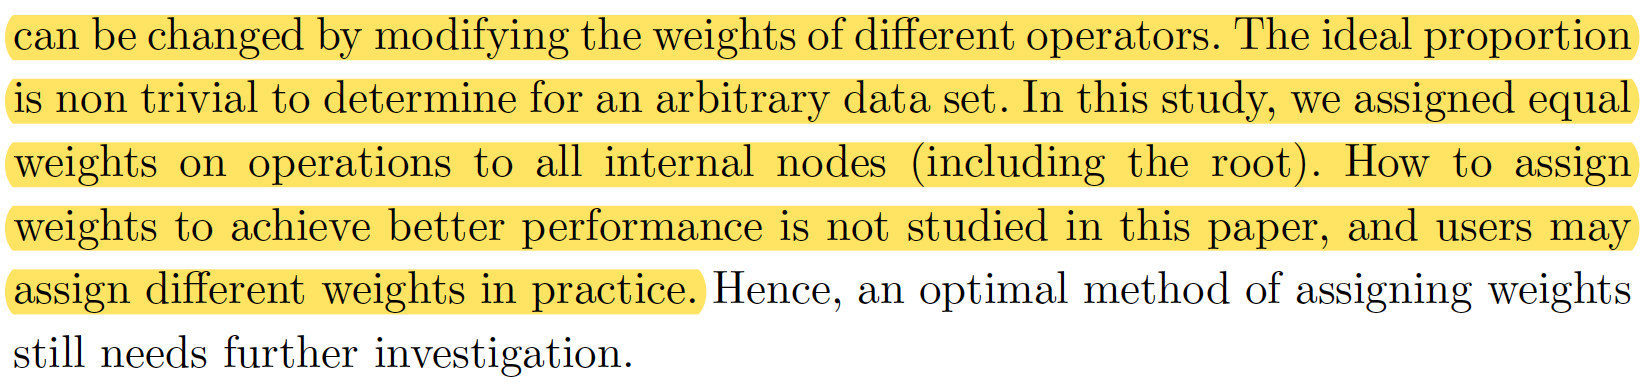 can be changed by modifying the weights of different operators. The ideal proportion
is non trivial to determine for an arbitrary data set. In this study, we assigned equal
weights on operations to all internal nodes (including the root). How to assign
weights to achieve better performance is not studied in this paper, and users may
assign different weights in practice. Hence, an optimal method of assigning weights
still needs further investigation.